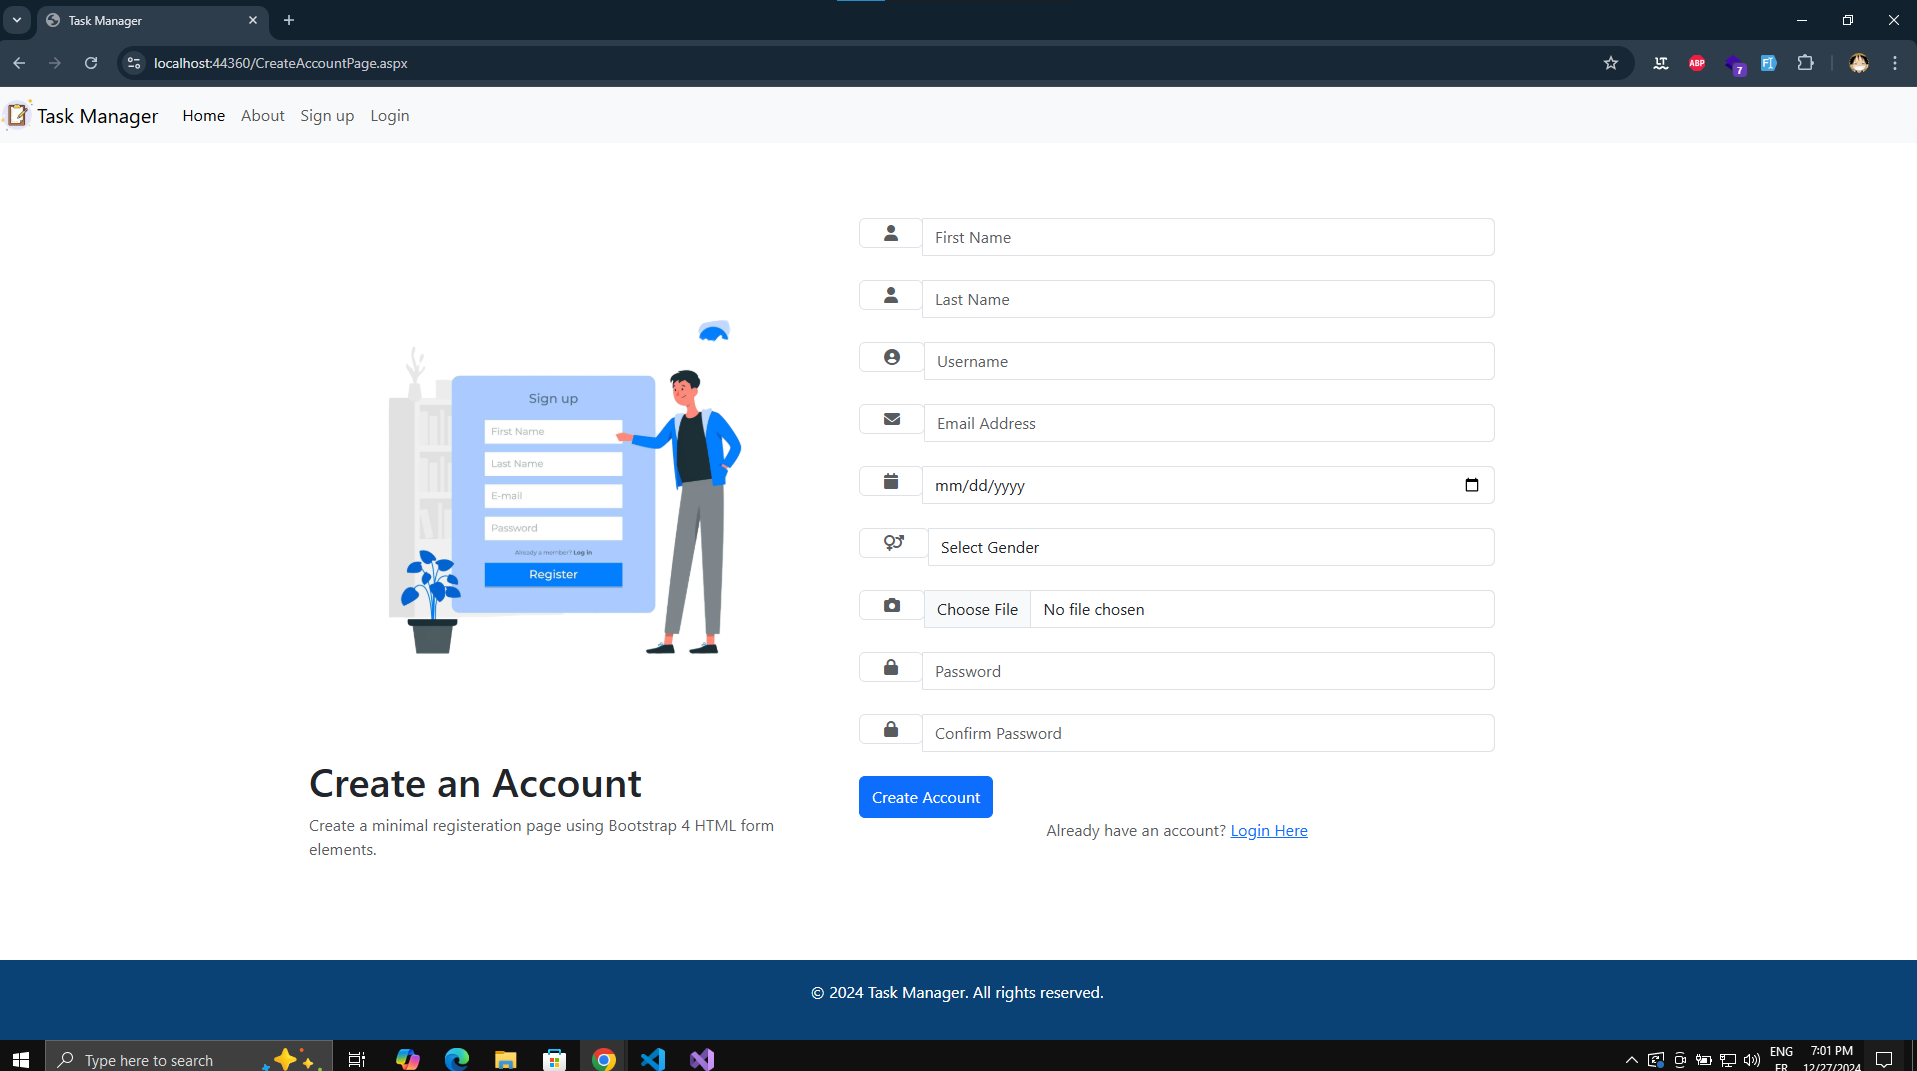 Task Manager
localhost:44360/CreateAccountPage.aspx
ABP
7
Task Manager Home About Sign up Login
First Name
Last Name
Username
Email Address
mm/dd/yyyy
Select Gender
Choose File No file chosen
Password
Confirm Password
Create Account
Already have an account? Login Here
Sign up
First Name
Last Name
E-mail
Password
Already a member? Log in
Register
Create an Account
Create a minimal registeration page using Bootstrap 4 HTML form
elements.
© 2024 Task Manager. All rights reserved.
Type here to search
ENG
FR
7:01 PM
12/27/2024